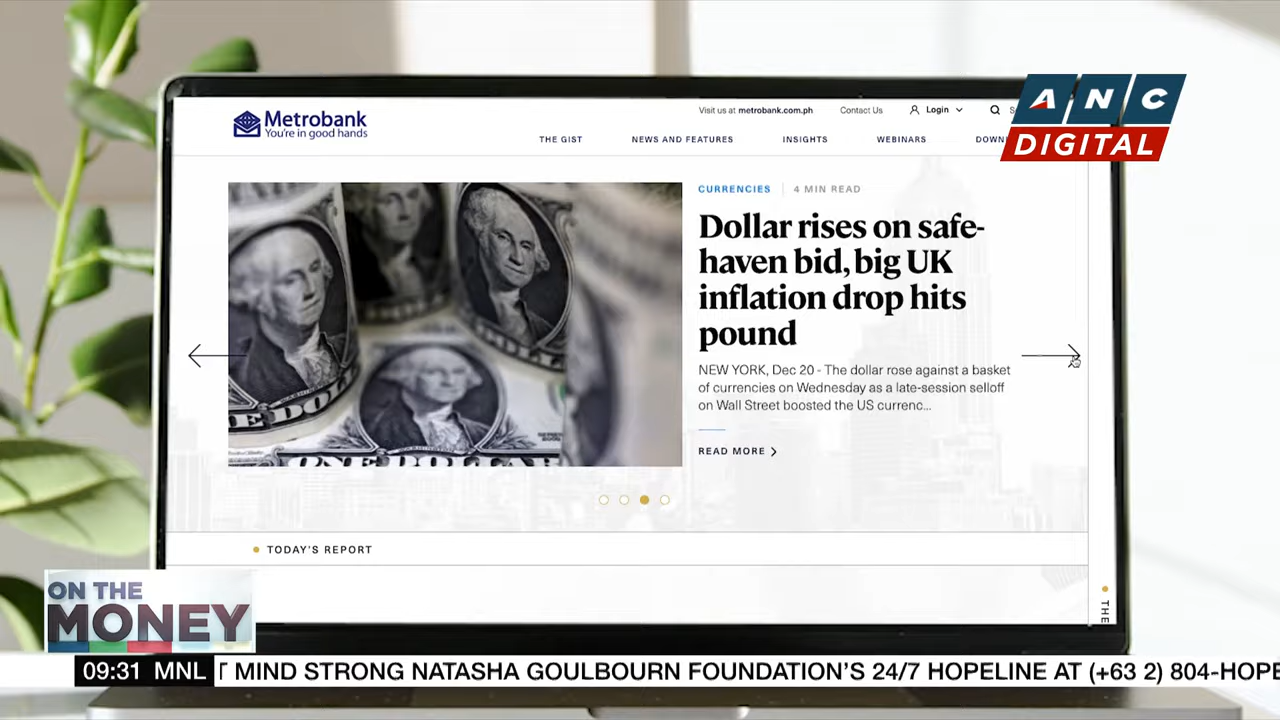 Metrobank
You're in good hands
Visit us at metrobank.com.ph
Contact Us
Login
THE GIST
NEWS AND FEATURES
INSIGHTS
WEBINARS
DOWN
ANC
DIGITAL
CURRENCIES
4 MIN READ
Dollar rises on safe-
haven bid, big UK
inflation drop hits
pound
NEW YORK, Dec 20 - The dollar rose against a basket
of currencies on Wednesday as a late-session selloff
on Wall Street boosted the US currenc...
READ MORE
ONE DOLLAR
TODAY'S REPORT
THE
ON THE
MONEY
09:31 MNL
T MIND STRONG NATASHA GOULBOURN FOUNDATION'S 24/7 HOPELINE AT (+63 2) 804-HOPE